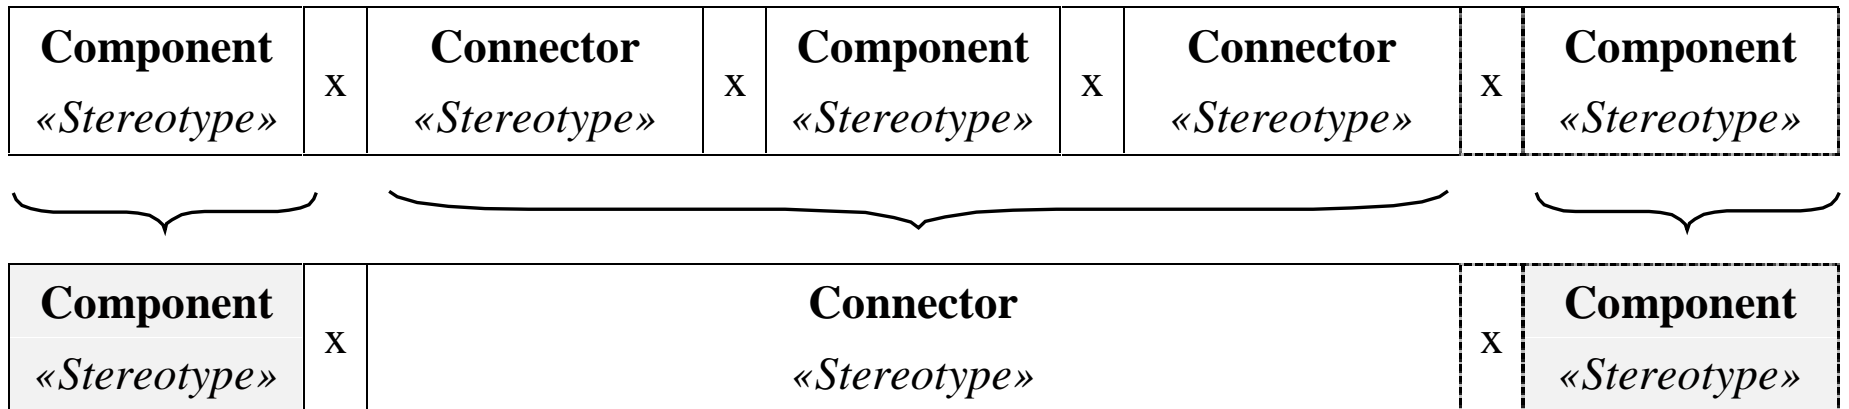 Component x Connector x Component x Connector x Component
«Stereotype» «Stereotype» «Stereotype» «Stereotype» «Stereotype»
Component x Connector x Component
«Stereotype» «Stereotype» «Stereotype»